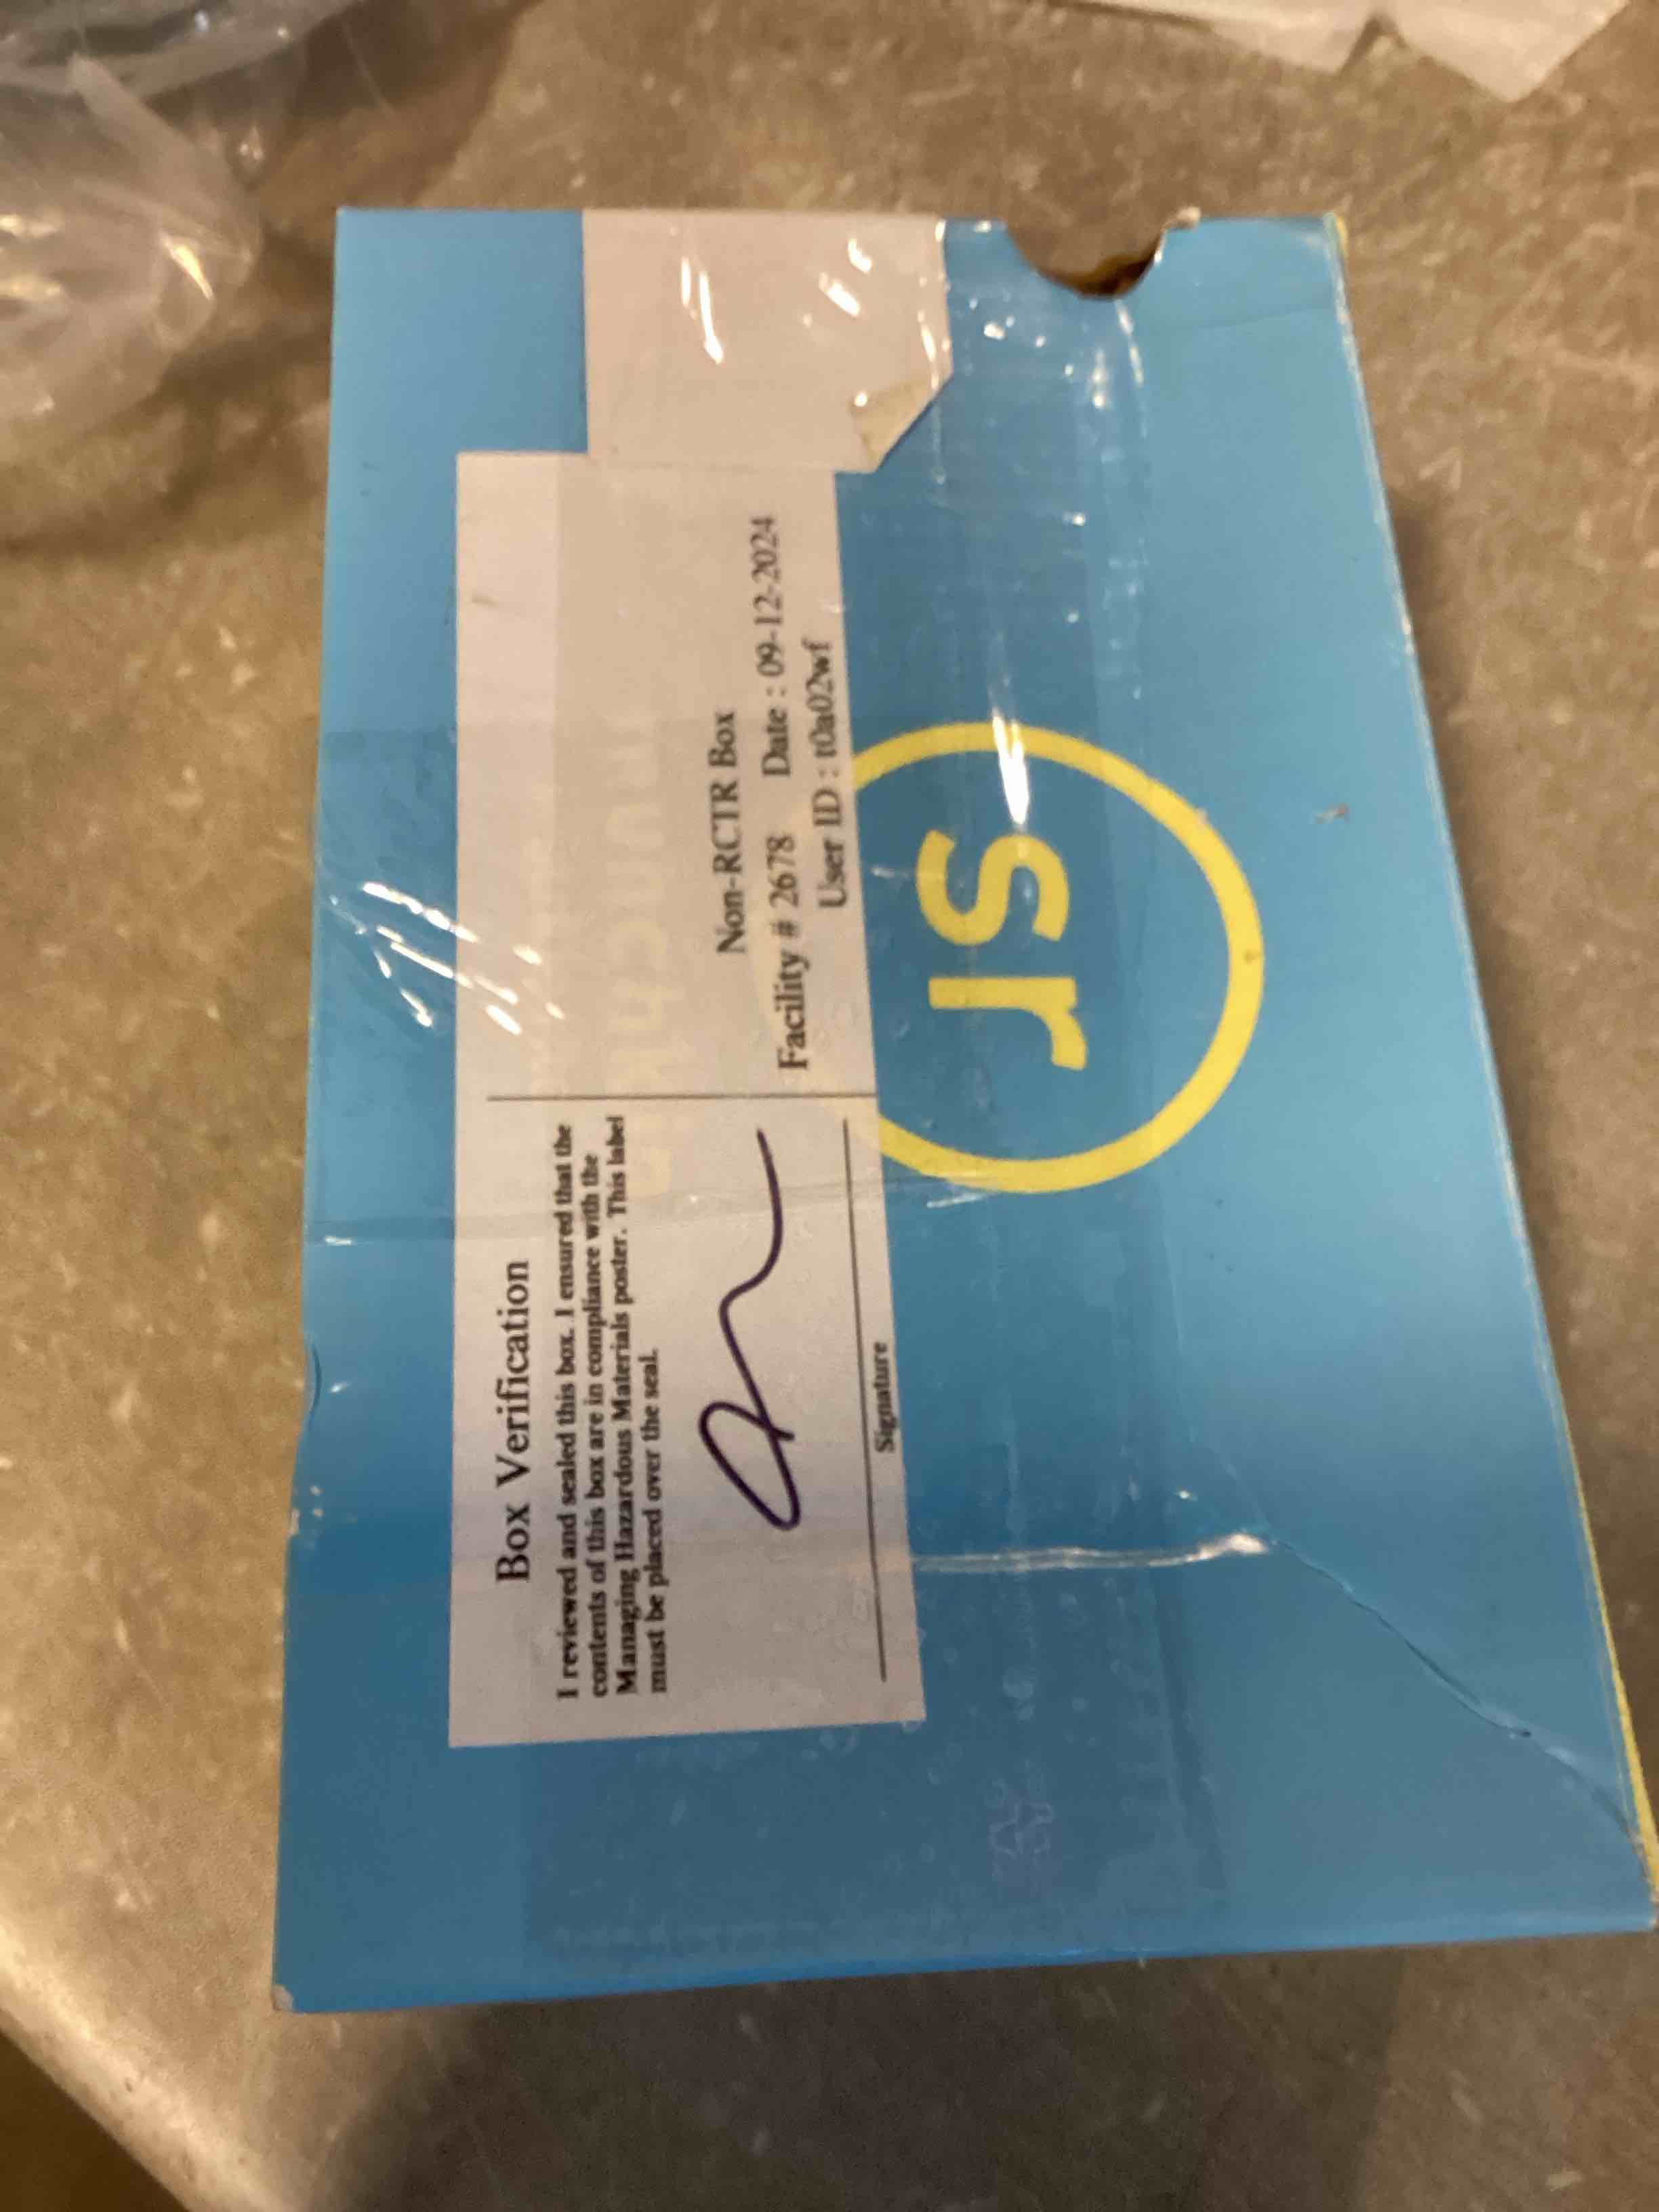 Box Verification
I reviewed and sealed this box. I ensured that the
contents of this box are in compliance with the
Managing Hazardous Materials poster. This label
must be placed over the seal.
Signature
Non-RCTR Box
Facility # 2678 Date : 09-12-2024
User ID : t0a02wf
sr